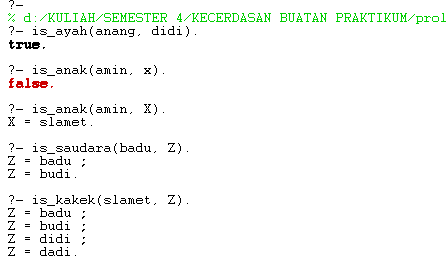 ?-
% d:/KULIAH/SEMESTER 4/KECERDASAN BUATAN PRAKTIKUM/prol
?- is_ayah(anang, didi).
true.
?- is_anak(amin, x).
false.
?- is_anak(amin, X).
X = slamet.
?- is_saudara(badu, Z).
Z = badu ;
Z = budi.
?- is_kakek(slamet, Z).
Z = badu ;
Z = budi ;
Z = didi ;
Z = dadi.